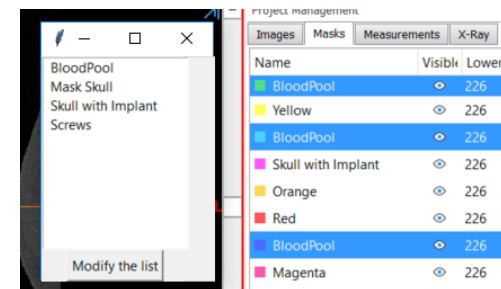 BloodPool
Mask Skull
Skull with Implant
Screws
Modify the list
Project Management
Images Masks Measurements X-Ray
Name Visible Lower
BloodPool 226
Yellow 226
BloodPool 226
Skull with Implant 226
Orange 226
Red 226
BloodPool 226
Magenta 226